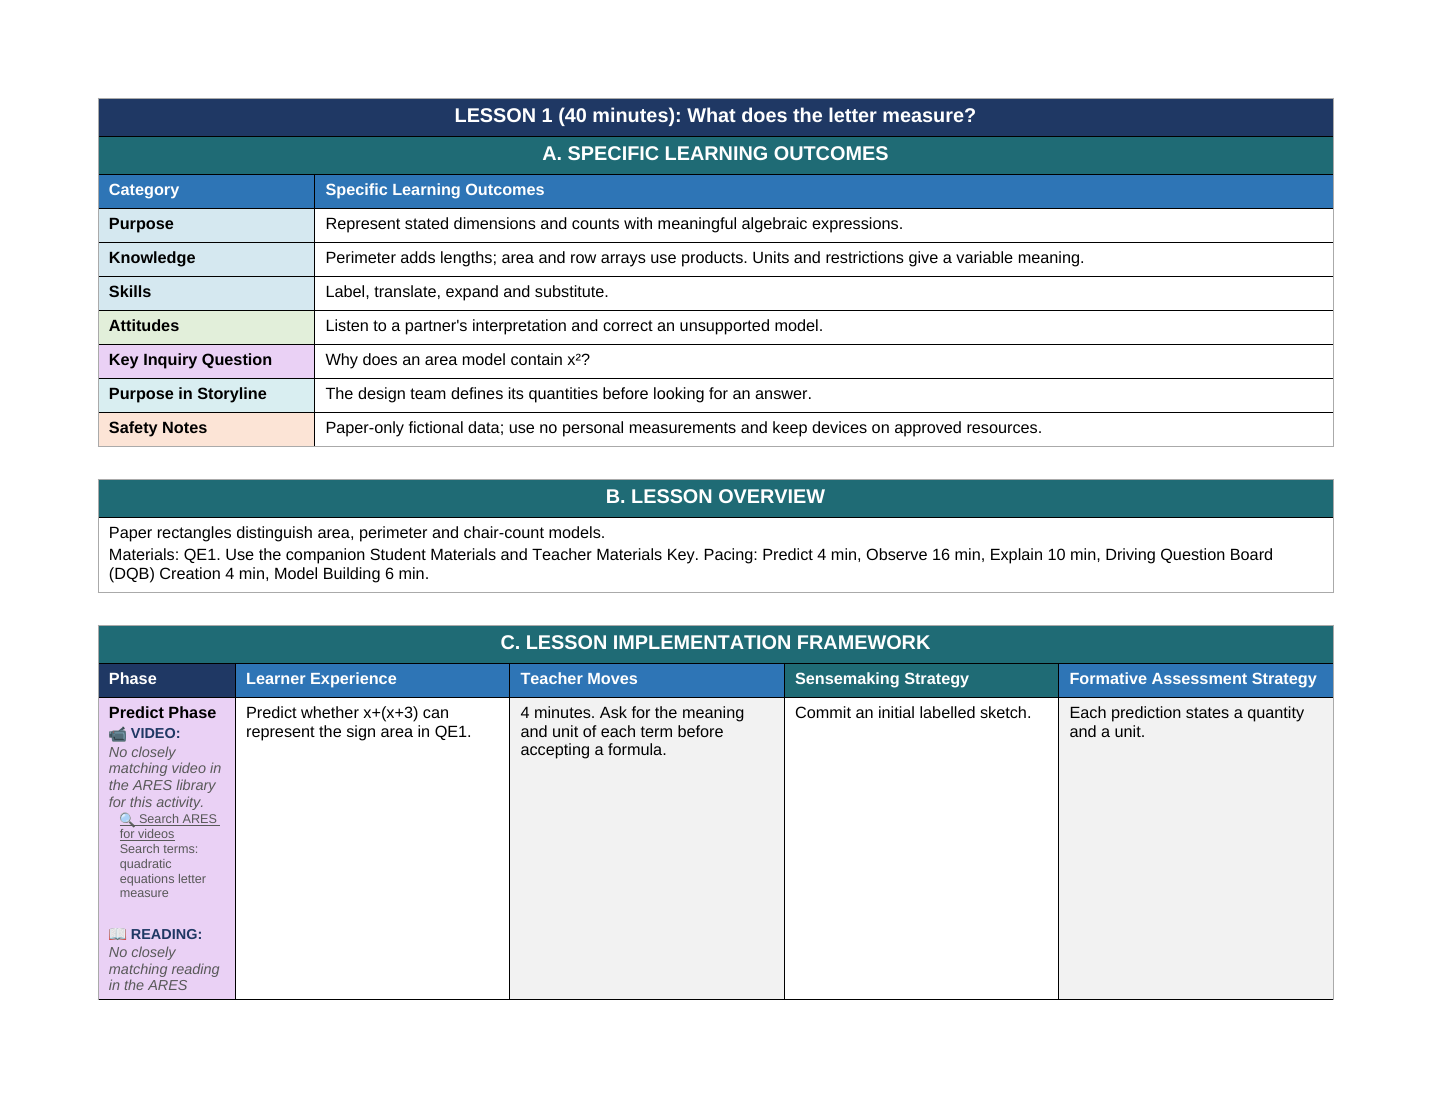 LESSON 1 (40 minutes): What does the letter measure?
A. SPECIFIC LEARNING OUTCOMES
Category
Specific Learning Outcomes
Purpose
Represent stated dimensions and counts with meaningful algebraic expressions.
Knowledge
Perimeter adds lengths; area and row arrays use products. Units and restrictions give a variable meaning.
Skills
Label, translate, expand and substitute.
Attitudes
Listen to a partner's interpretation and correct an unsupported model.
Key Inquiry Question
Why does an area model contain x²?
Purpose in Storyline
The design team defines its quantities before looking for an answer.
Safety Notes
Paper-only fictional data; use no personal measurements and keep devices on approved resources.
B. LESSON OVERVIEW
Paper rectangles distinguish area, perimeter and chair-count models.
Materials: QE1. Use the companion Student Materials and Teacher Materials Key. Pacing: Predict 4 min, Observe 16 min, Explain 10 min, Driving Question Board
(DQB) Creation 4 min, Model Building 6 min.
C. LESSON IMPLEMENTATION FRAMEWORK
Phase
Learner Experience
Teacher Moves
Sensemaking Strategy
Formative Assessment Strategy
Predict Phase
📹 VIDEO:
No closely
matching video in
the ARES library
for this activity.
🔍 Search ARES
for videos
Search terms:
quadratic
equations letter
measure
📖 READING:
No closely
matching reading
in the ARES
Predict whether x+(x+3) can
represent the sign area in QE1.
4 minutes. Ask for the meaning
and unit of each term before
accepting a formula.
Commit an initial labelled sketch.
Each prediction states a quantity
and a unit.